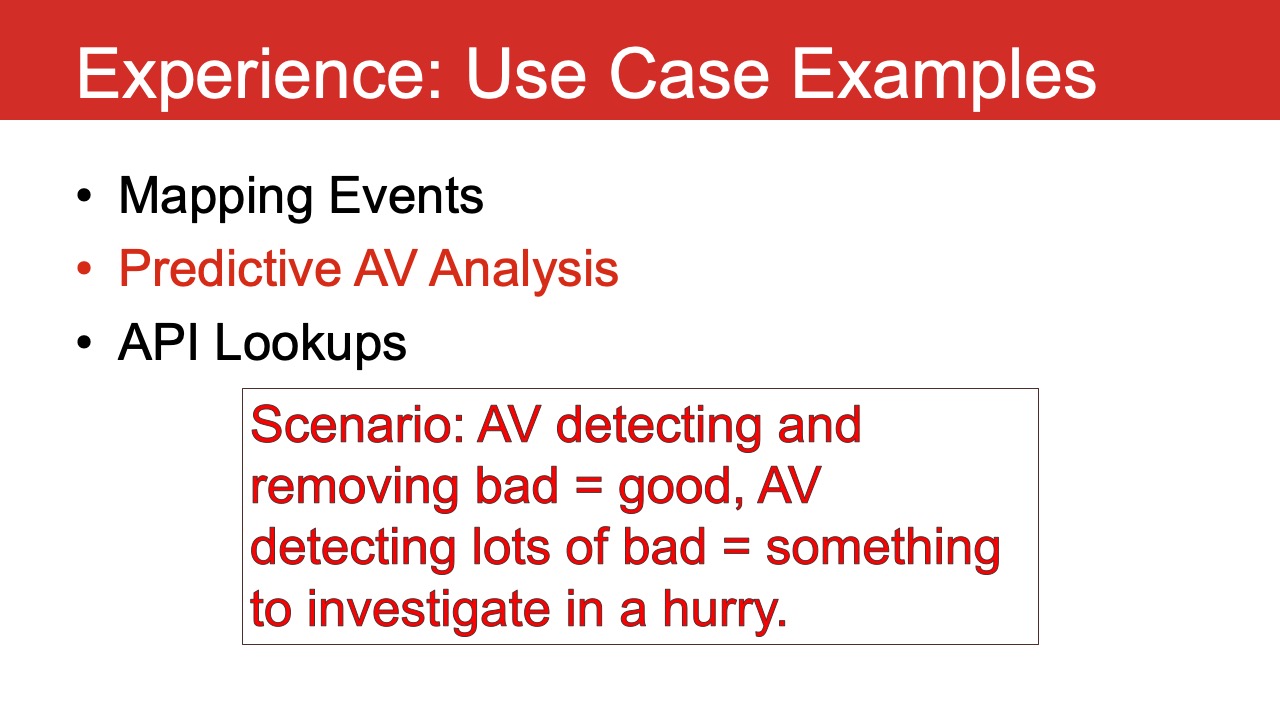 Experience: Use Case Examples
• Mapping Events
• Predictive AV Analysis
• API Lookups
Scenario: AV detecting and
removing bad = good, AV
detecting lots of bad = something
to investigate in a hurry.